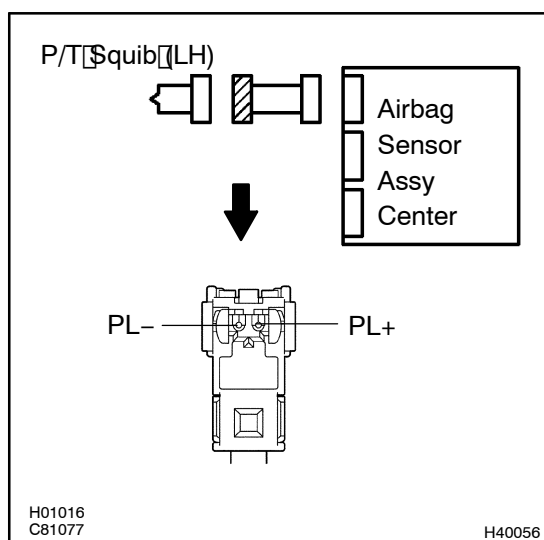 P/T Squib (LH)
Airbag
Sensor
Assy
Center
PL−
PL+
H01016
C81077
H40056